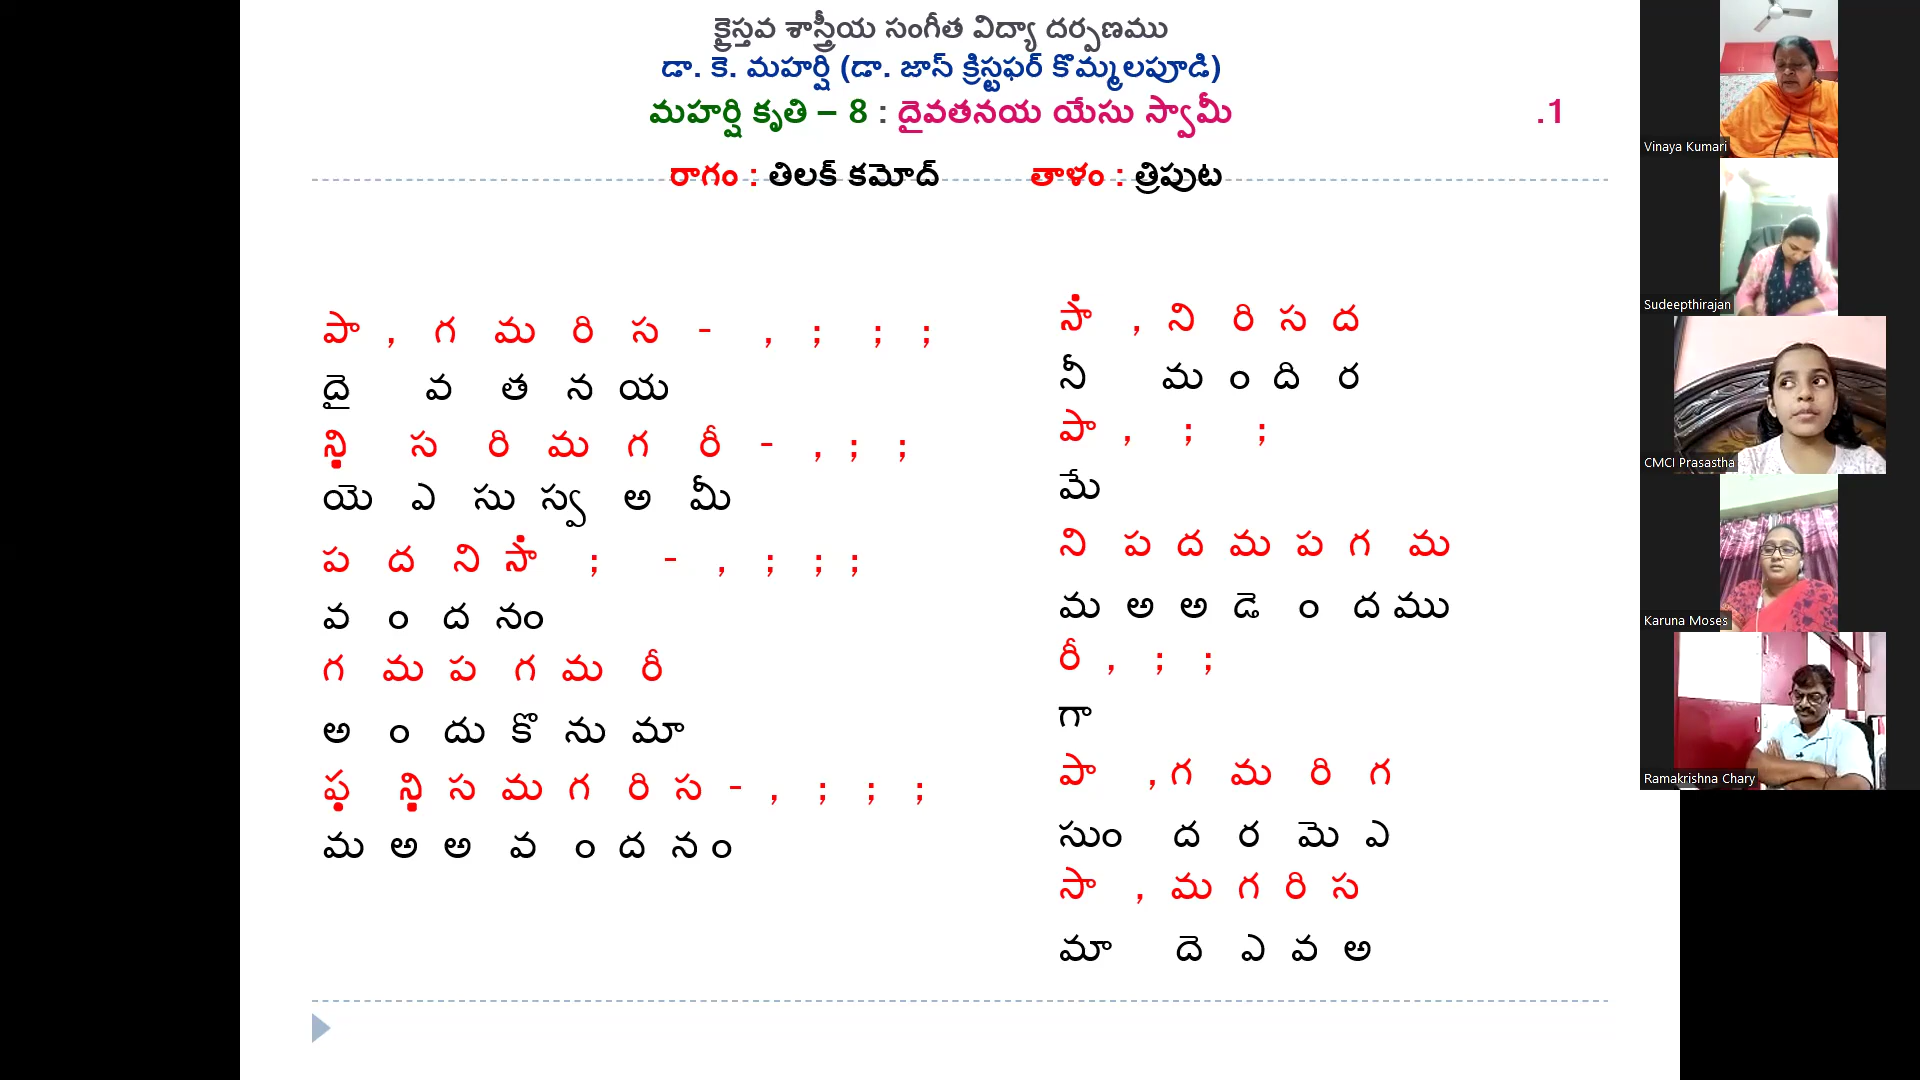 క్రైస్తవ శాస్త్రీయ సంగీత విద్యా దర్పణము
డా. కె. మహర్షి (డా. జాస్ క్రిస్టఫర్ కొమ్మలపూడి)
మహర్షి కృతి – 8 : దైవతనయ యేసు స్వామీ .1
రాగం : తిలక్ కమోద్ తాళం : త్రిపుట
పా , గ మ రి స - , ; ; ;
దై వ త న య
ని़ స రి మ గ రీ - , ; ;
యె ఎ సు స్వ అ మీ
ప ద ని సా̇ ; - , ; ; ;
వ ం ద నం
గ మ ప గ మ రీ
అ ం దు కొ ను మా
ప̣ ని̣ స మ గ రి స - , ; ; ;
మ అ అ వ ం ద న ం
సా̇ , ని రి స ద
నీ మ ం ది ర
పా , ; ;
మే
ని ప ద మ ప గ మ
మ అ అ డె ం ద ము
రీ , ; ;
గా
పా , గ మ రి గ
సుం ద ర మె ఎ
సా , మ గ రి స
మా దె ఎ వ అ
Vinaya Kumari
Sudeepthirajan
CMCI Prasastha
Karuna Moses
Ramakrishna Chary